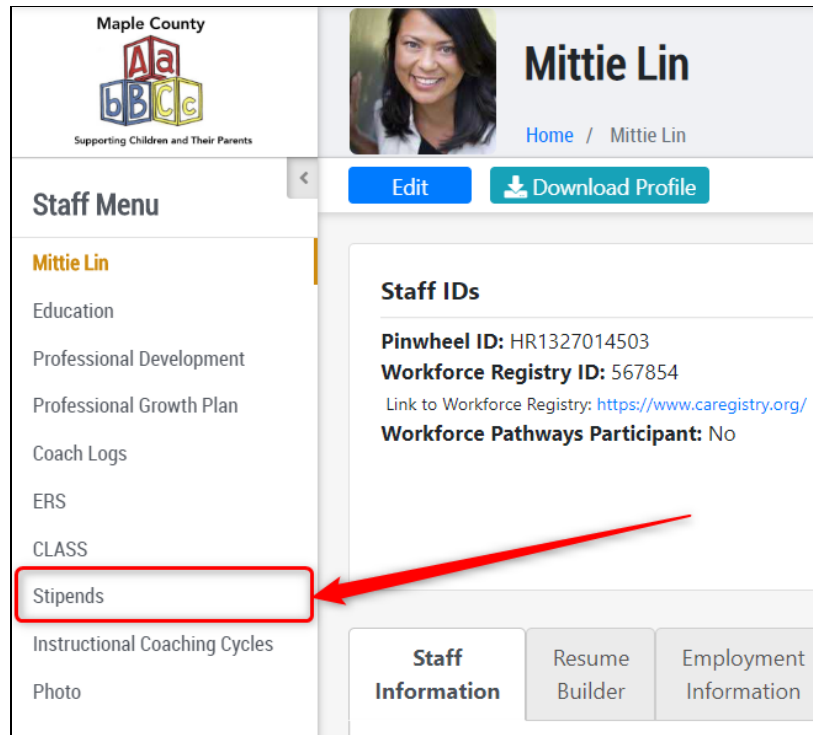 Maple County
Aa
bBCc
Supporting Children and Their Parents
Mittie Lin
Home / Mittie Lin
Edit
Download Profile
Staff Menu
Mittie Lin
Education
Professional Development
Professional Growth Plan
Coach Logs
ERS
CLASS
Stipends
Instructional Coaching Cycles
Photo
Staff IDs
Pinwheel ID: HR1327014503
Workforce Registry ID: 567854
Link to Workforce Registry: https://www.caregistry.org/
Workforce Pathways Participant: No
Staff
Information
Resume
Builder
Employment
Information